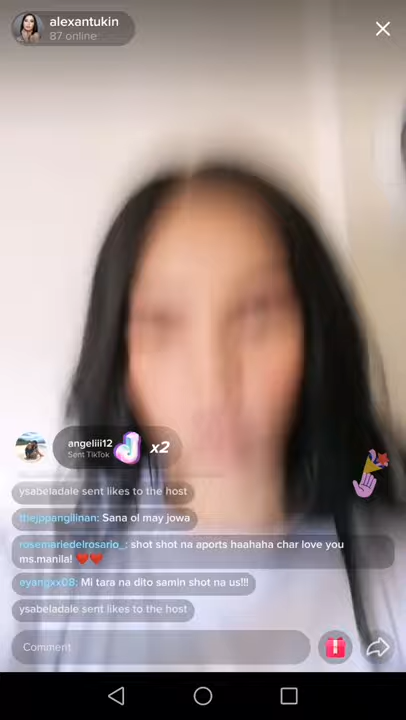 alexantukin
87 online
angeliii12
Sent TikTok
x2
ysabeladale sent likes to the host
thejppangilinan: Sana ol may jowa
rosemariedelrosario_: shot shot na aports haahaha char love you
ms.manila! ❤️❤️
eyangxx08: Mi tara na dito samin shot na us!!!
ysabeladale sent likes to the host
Comment